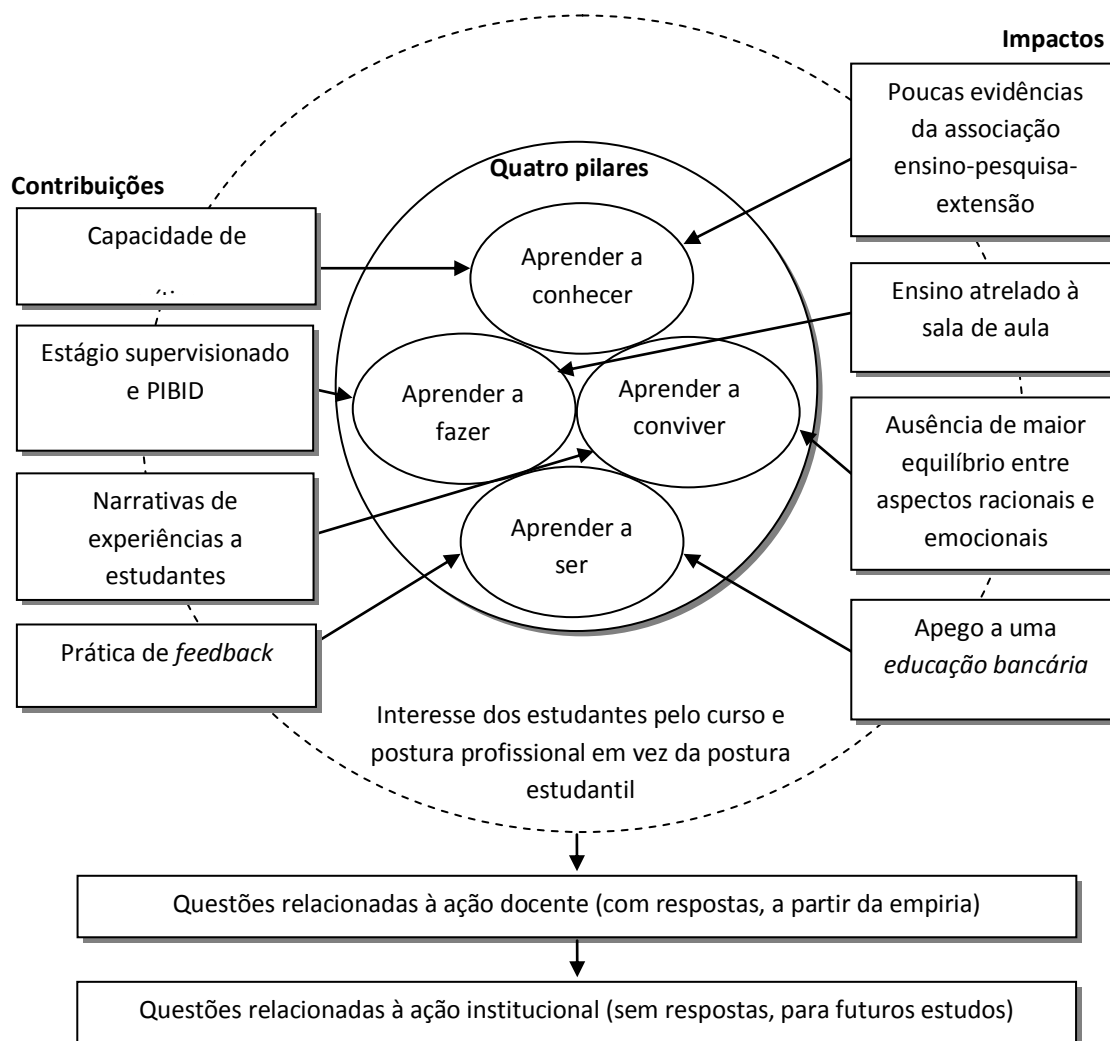 Impactos
Poucas evidências
da associação
ensino-pesquisa-
extensão
Quatro pilares
Contribuições
Capacidade de
Aprender a
conhecer
Ensino atrelado à
sala de aula
Estágio supervisionado
e PIBID
Aprender a
fazer
Aprender a
conviver
Ausência de maior
equilíbrio entre
aspectos racionais e
emocionais
Narrativas de
experiências a
estudantes
Aprender a
ser
Prática de feedback
Apego a uma
educação bancária
Interesse dos estudantes pelo curso e
postura profissional em vez da postura
estudantil
Questões relacionadas à ação docente (com respostas, a partir da empiria)
Questões relacionadas à ação institucional (sem respostas, para futuros estudos)